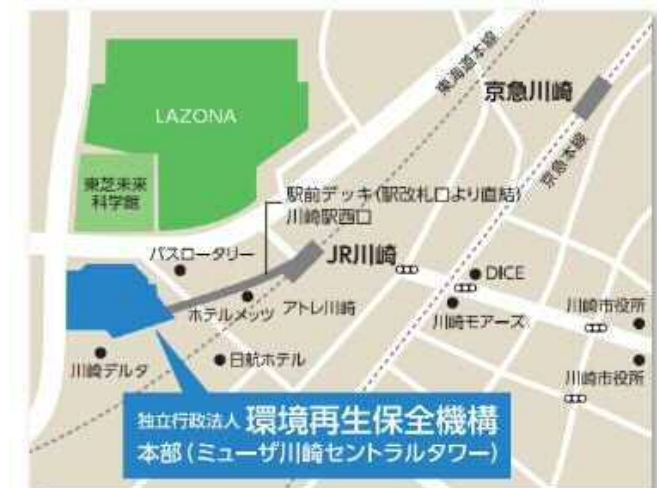 東海道本線
京急川崎
京急本線
LAZONA
東芝未来
科学館
駅前デッキ(駅改札口より直結)
川崎駅西口
バスロータリー
JR川崎
DICE
ホテルメッツ
アトレ川崎
川崎モアーズ
川崎市役所
川崎デルタ
日航ホテル
川崎市役所
独立行政法人 環境再生保全機構
本部(ミューザ川崎セントラルタワー)